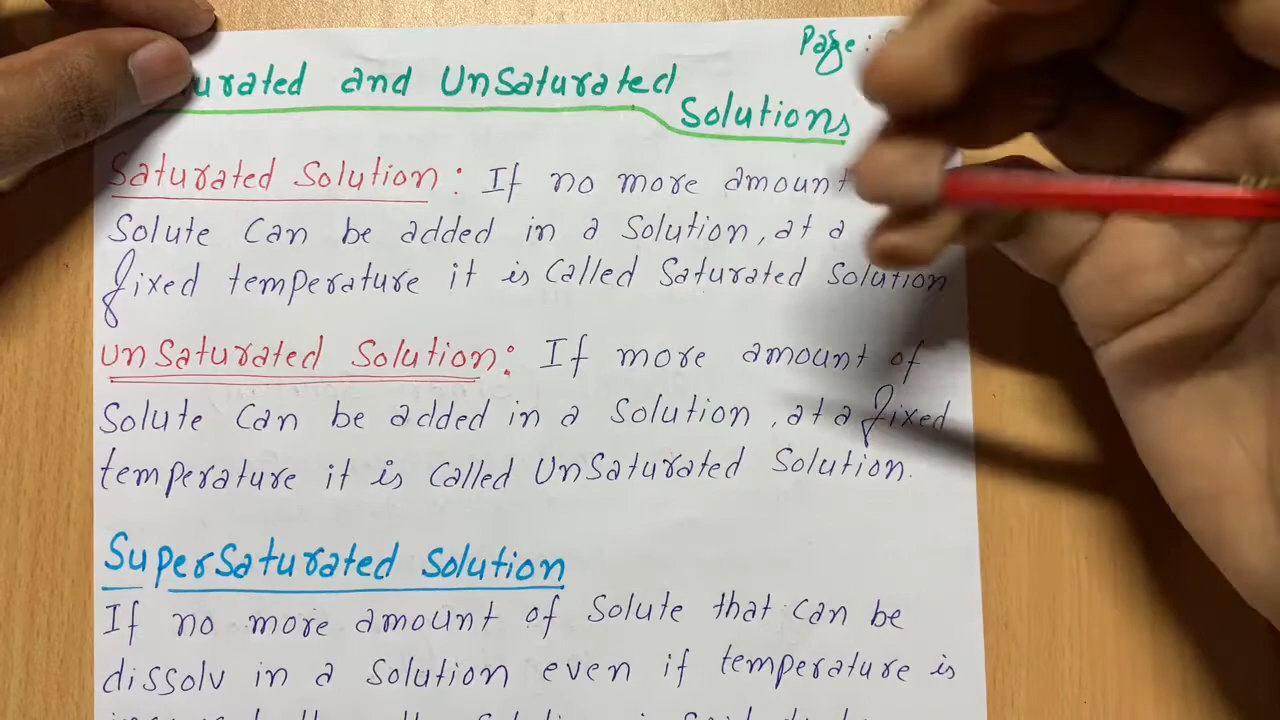 Page:
urated and UnSaturated
Solutions
Saturated Solution: If no more amount
Solute Can be added in a Solution, at a
fixed temperature it is Called Saturated Solution
UnSaturated Solution: If more amount of
Solute Can be added in a Solution, at a fixed
temperature it is Called UnSaturated Solution.
SuperSaturated Solution
If no more amount of Solute that Can be
dissolv in a Solution even if temperature is